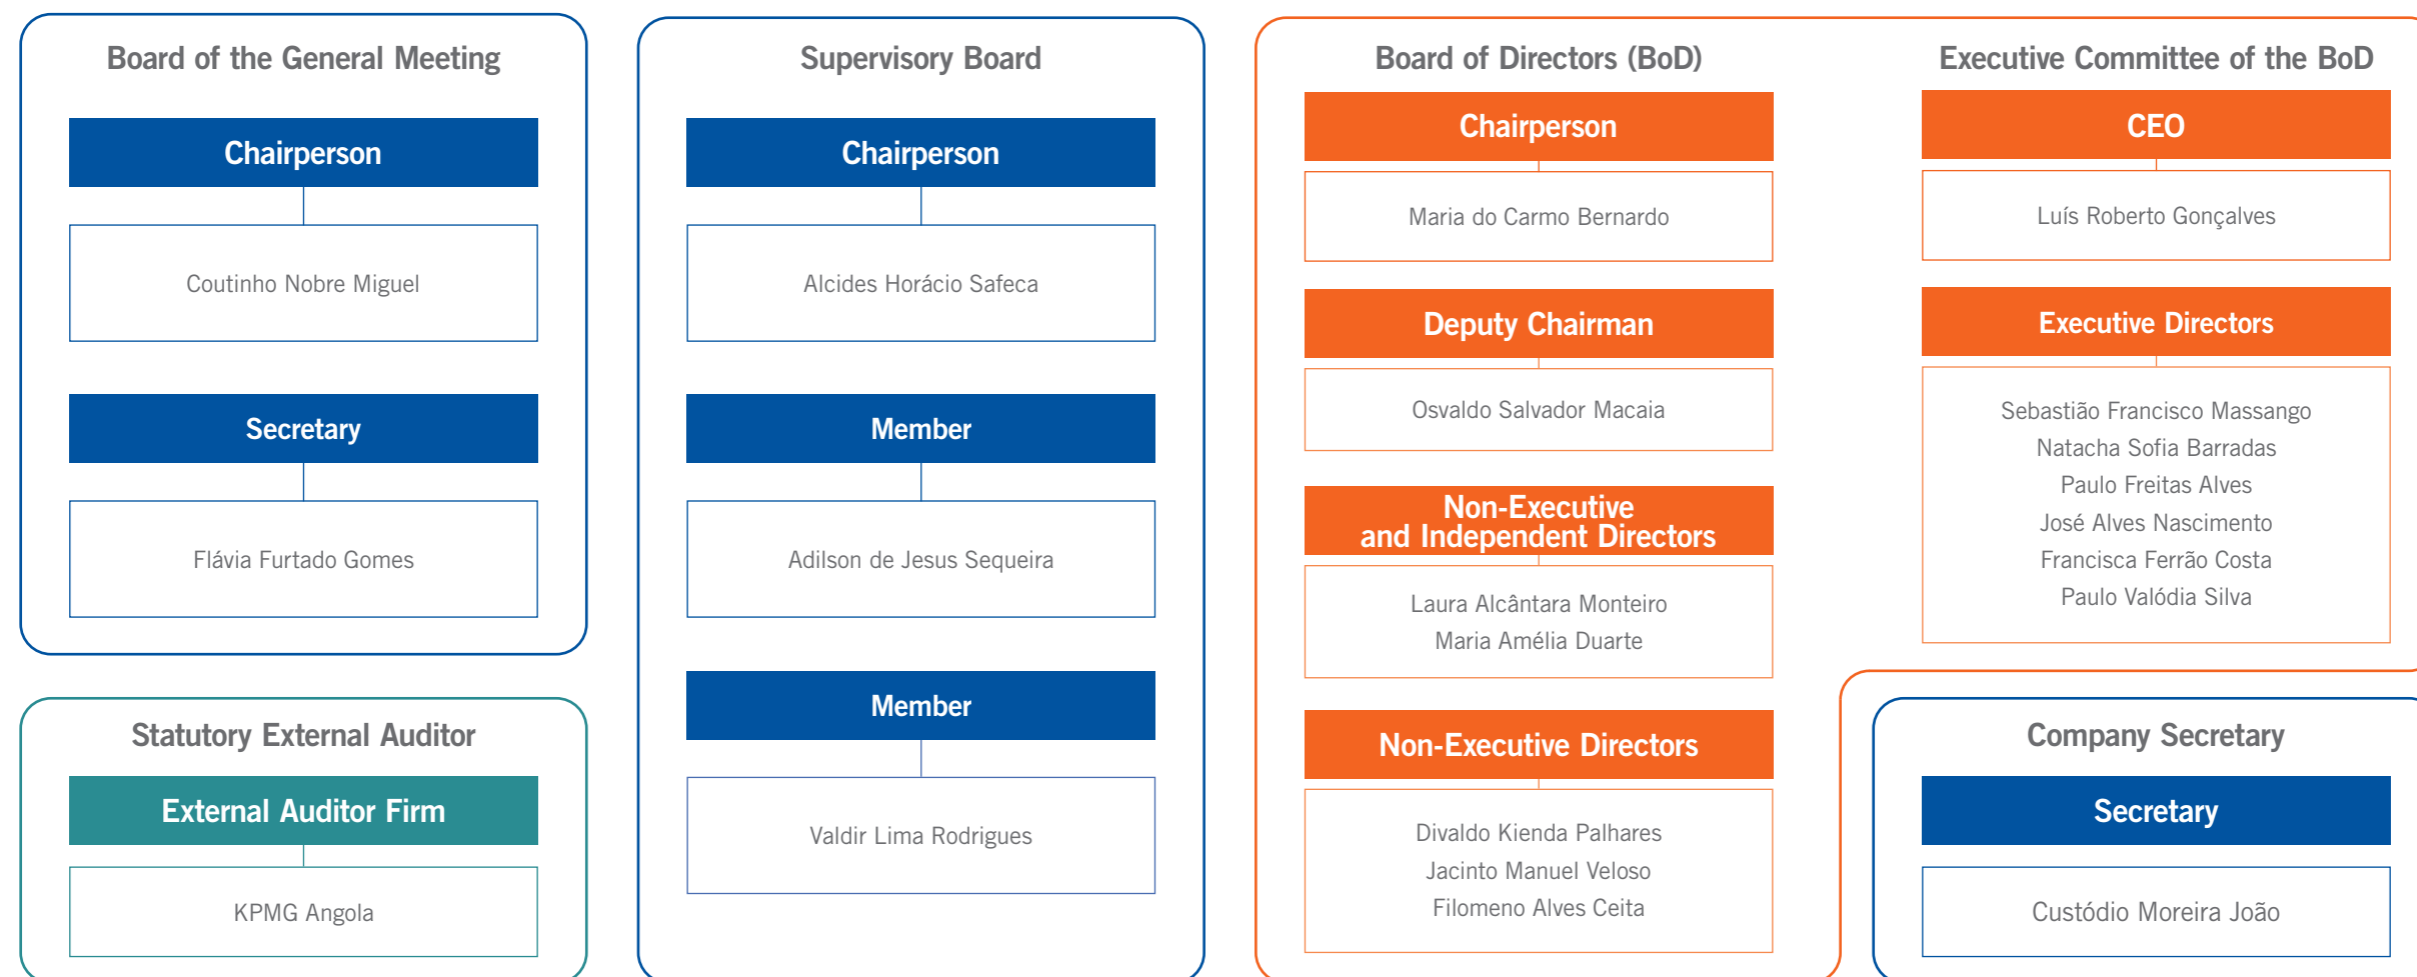 Board of the General Meeting
Chairperson
Coutinho Nobre Miguel
Secretary
Flávia Furtado Gomes
Statutory External Auditor
External Auditor Firm
KPMG Angola
Supervisory Board
Chairperson
Alcides Horácio Safeca
Member
Adilson de Jesus Sequeira
Member
Valdir Lima Rodrigues
Board of Directors (BoD)
Chairperson
Maria do Carmo Bernardo
Deputy Chairman
Osvaldo Salvador Macaia
Non-Executive
and Independent Directors
Laura Alcântara Monteiro
Maria Amélia Duarte
Non-Executive Directors
Divaldo Kienda Palhares
Jacinto Manuel Veloso
Filomeno Alves Ceita
Executive Committee of the BoD
CEO
Luís Roberto Gonçalves
Executive Directors
Sebastião Francisco Massango
Natacha Sofia Barradas
Paulo Freitas Alves
José Alves Nascimento
Francisca Ferrão Costa
Paulo Valódia Silva
Company Secretary
Secretary
Custódio Moreira João